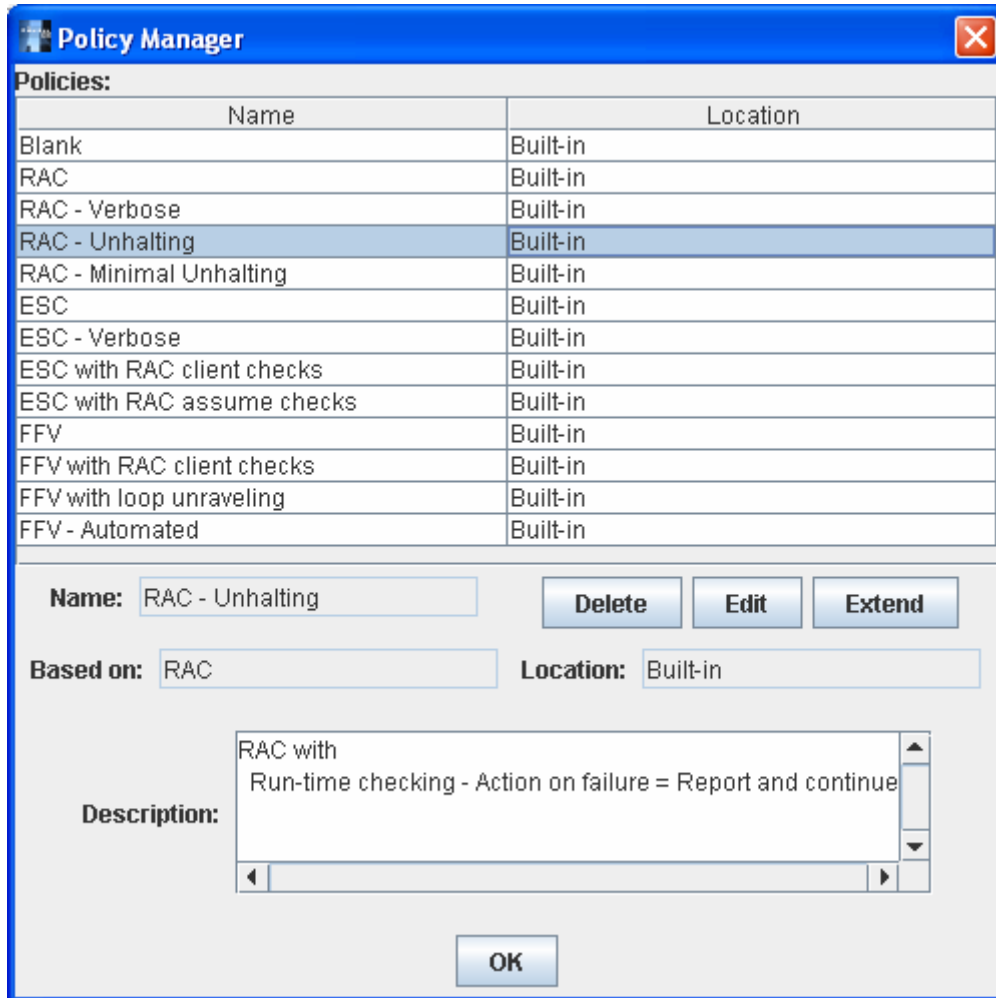 Policy Manager
Policies:
Name Location
Blank Built-in
RAC Built-in
RAC - Verbose Built-in
RAC - Unhalting Built-in
RAC - Minimal Unhalting Built-in
ESC Built-in
ESC - Verbose Built-in
ESC with RAC client checks Built-in
ESC with RAC assume checks Built-in
FFV Built-in
FFV with RAC client checks Built-in
FFV with loop unraveling Built-in
FFV - Automated Built-in
Name: RAC - Unhalting Delete Edit Extend
Based on: RAC Location: Built-in
RAC with
Run-time checking - Action on failure = Report and continue
Description:
OK